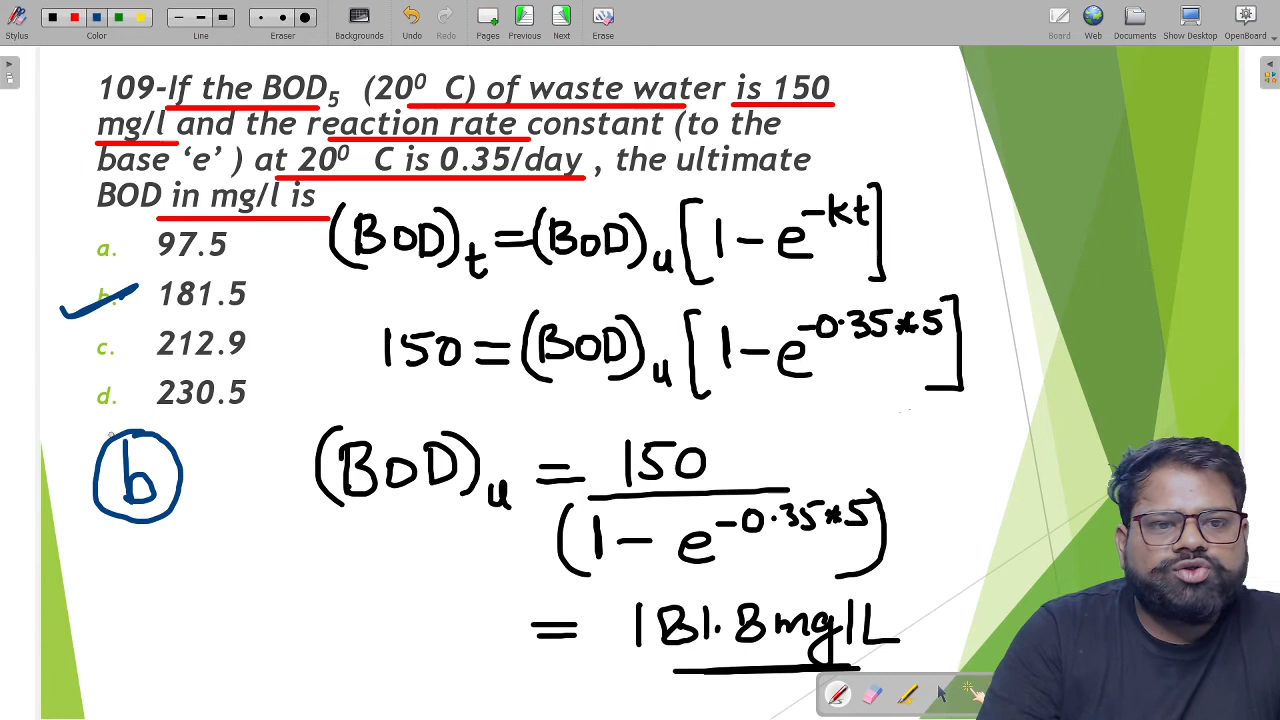 Stylus
Color
Line
Eraser
Backgrounds
Undo
Redo
Pages
Previous
Next
Erase
Board
Web
Documents
Show Desktop
OpenBoard
109-If the BOD₅ (20⁰ C) of waste water is 150
mg/l and the reaction rate constant (to the
base ‘e’ ) at 20⁰ C is 0.35/day , the ultimate
BOD in mg/l is
a. 97.5
b. 181.5
c. 212.9
d. 230.5
(BOD)t = (BOD)u [1 - e^-kt]
150 = (BOD)u [1 - e^-0.35*5]
b
(BOD)u = 150
(1 - e^-0.35*5)
= 181.8 mg/L